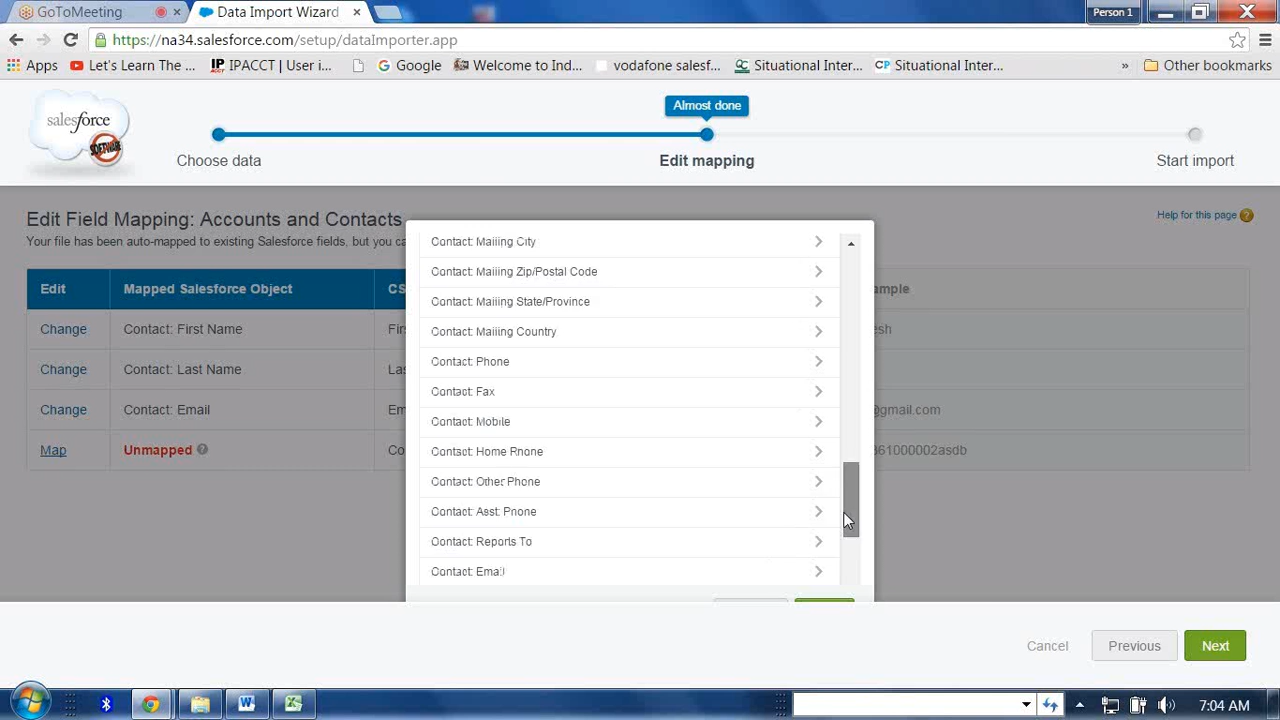 GoToMeeting
Data Import Wizard
Person 1
https://na34.salesforce.com/setup/dataImporter.app
Apps
Let's Learn The ...
IPACCT | User i...
Google
Welcome to Ind...
vodafone salesf...
Situational Inter...
CP
Situational Inter...
»
Other bookmarks
salesforce
SOFTWARE
Almost done
Choose data
Edit mapping
Start import
Edit Field Mapping: Accounts and Contacts
Your file has been auto-mapped to existing Salesforce fields, but you ca
Help for this page
Edit
Mapped Salesforce Object
CS
ample
Change
Contact: First Name
Firs
esh
Change
Contact: Last Name
Las
Change
Contact: Email
Em
@gmail.com
Map
Unmapped
Co
361000002asdb
Contact: Mailing City
Contact: Mailing Zip/Postal Code
Contact: Mailing State/Province
Contact: Mailing Country
Contact: Phone
Contact: Fax
Contact: Mobile
Contact: Home Phone
Contact: Other Phone
Contact: Asst. Phone
Contact: Reports To
Contact: Email
Cancel
Previous
Next
7:04 AM